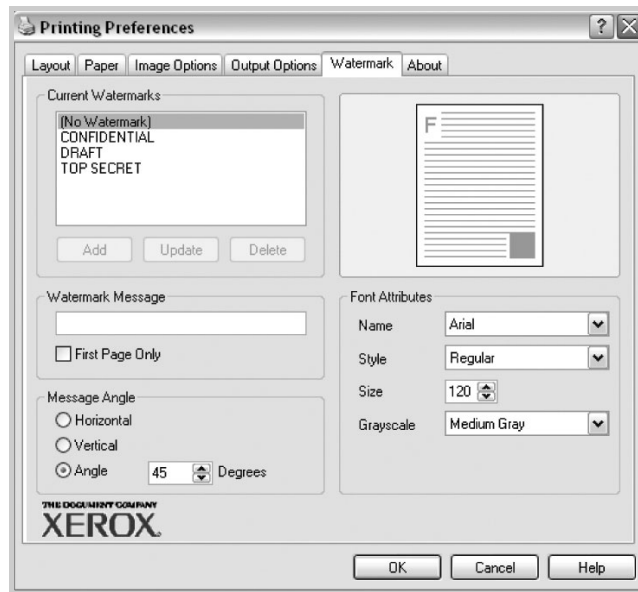 Printing Preferences
Layout Paper Image Options Output Options Watermark About
Current Watermarks
(No Watermark)
CONFIDENTIAL
DRAFT
TOP SECRET
Add Update Delete
F
Watermark Message
First Page Only
Message Angle
Horizontal
Vertical
Angle 45 Degrees
Font Attributes
Name Arial
Style Regular
Size 120
Grayscale Medium Gray
THE DOCUMENT COMPANY
XEROX.
OK Cancel Help